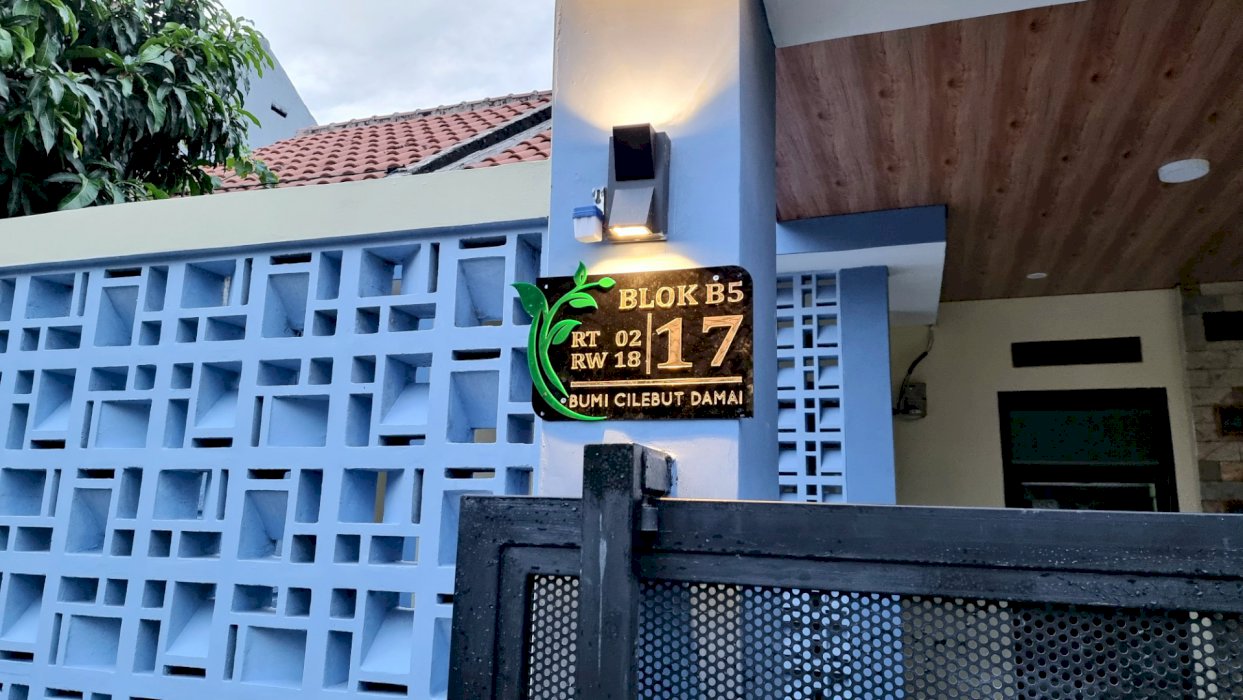 BLOK B5
RT 02
RW 18
17
BUMI CILEBUT DAMAI